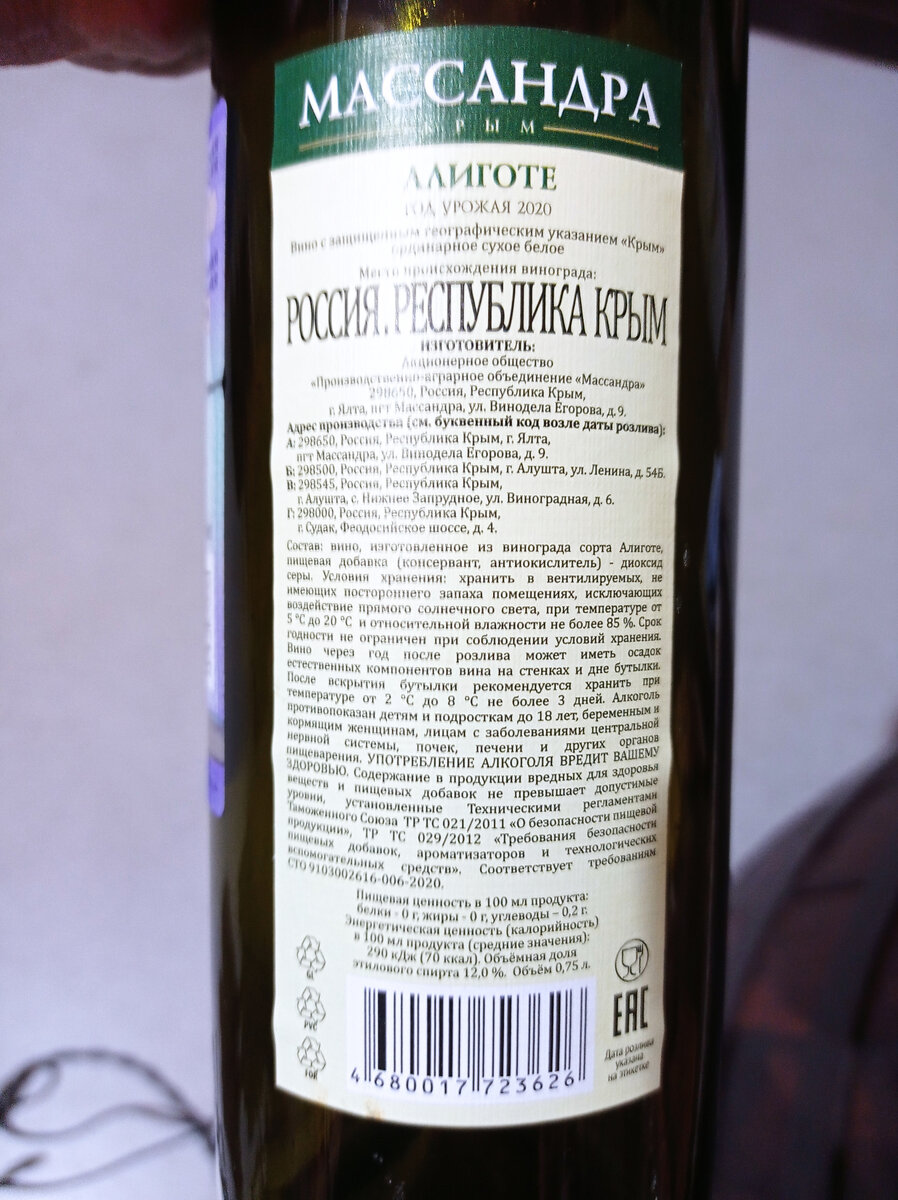 МАССАНДРА
КРЫМ
АЛИГОТЕ
ГОД УРОЖАЯ 2020
Вино с защищенным географическим указанием «Крым»
ординарное сухое белое
Место происхождения винограда:
РОССИЯ. РЕСПУБЛИКА КРЫМ
ИЗГОТОВИТЕЛЬ:
Акционерное общество
«Производственно-аграрное объединение «Массандра»
298650, Россия, Республика Крым,
г. Ялта, пгт Массандра, ул. Винодела Егорова, д. 9.
Адрес производства (см. буквенный код возле даты розлива):
А: 298650, Россия, Республика Крым, г. Ялта,
пгт Массандра, ул. Винодела Егорова, д. 9.
Б: 298500, Россия, Республика Крым, г. Алушта, ул. Ленина, д. 54Б.
В: 298545, Россия, Республика Крым,
г. Алушта, с. Нижнее Запрудное, ул. Виноградная, д. 6.
Г: 298000, Россия, Республика Крым,
г. Судак, Феодосийское шоссе, д. 4.
Состав: вино, изготовленное из винограда сорта Алиготе,
пищевая добавка (консервант, антиокислитель) - диоксид
серы. Условия хранения: хранить в вентилируемых, не
имеющих постороннего запаха помещениях, исключающих
воздействие прямого солнечного света, при температуре от
5 °С до 20 °С и относительной влажности не более 85 %. Срок
годности не ограничен при соблюдении условий хранения.
Вино через год после розлива может иметь осадок
естественных компонентов вина на стенках и дне бутылки.
После вскрытия бутылки рекомендуется хранить при
температуре от 2 °С до 8 °С не более 3 дней. Алкоголь
противопоказан детям и подросткам до 18 лет, беременным и
кормящим женщинам, лицам с заболеваниями центральной
нервной системы, почек, печени и других органов
пищеварения. УПОТРЕБЛЕНИЕ АЛКОГОЛЯ ВРЕДИТ ВАШЕМУ
ЗДОРОВЬЮ. Содержание в продукции вредных для здоровья
веществ и пищевых добавок не превышает допустимые
уровни, установленные Техническими регламентами
Таможенного Союза ТР ТС 021/2011 «О безопасности пищевой
продукции», ТР ТС 029/2012 «Требования безопасности
пищевых добавок, ароматизаторов и технологических
вспомогательных средств». Соответствует требованиям
СТО 9103002616-006-2020.
Пищевая ценность в 100 мл продукта:
белки - 0 г, жиры - 0 г, углеводы – 0,2 г.
Энергетическая ценность (калорийность)
в 100 мл продукта (средние значения):
290 кДж (70 ккал). Объёмная доля
этилового спирта 12,0 %. Объём 0,75 л.
PVC
FOR
EAC
Дата розлива
указана
на этикетке
4 680017 723626